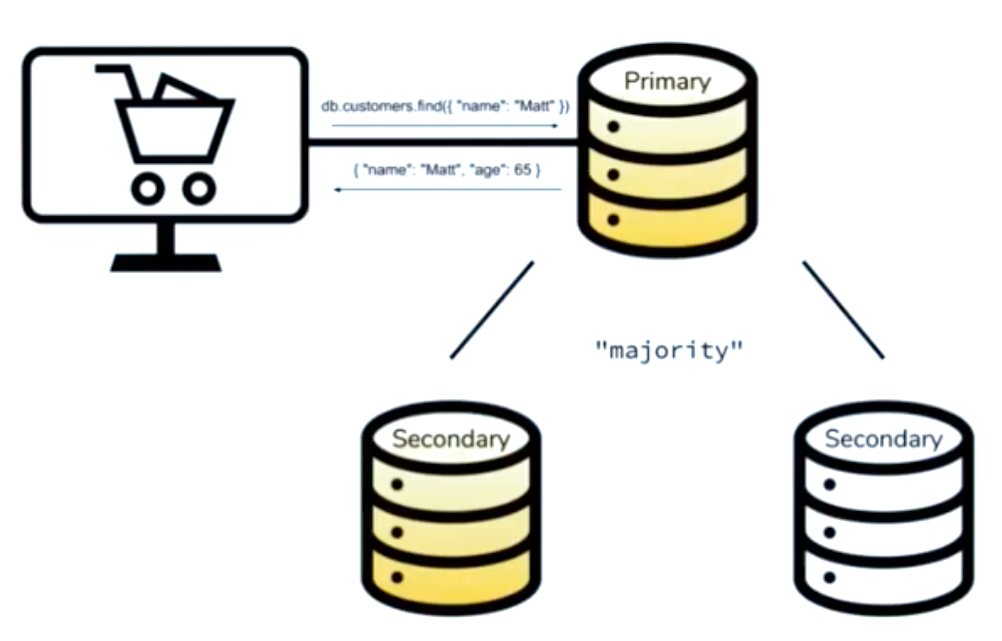 Primary
db.customers.find({ "name": "Matt" })
{ "name": "Matt", "age": 65 }
"majority"
Secondary
Secondary